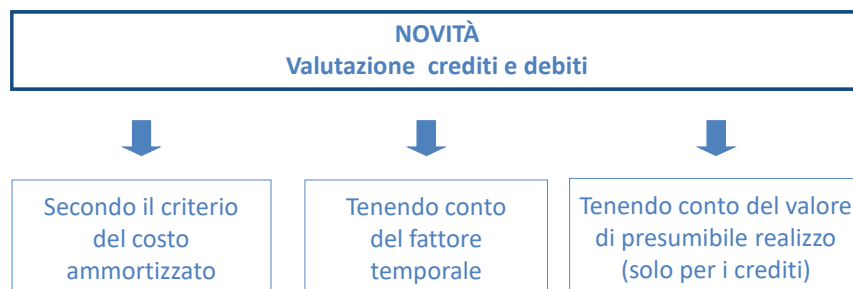 NOVITÀ
Valutazione crediti e debiti
Secondo il criterio
del costo
ammortizzato
Tenendo conto
del fattore
temporale
Tenendo conto del valore
di presumibile realizzo
(solo per i crediti)